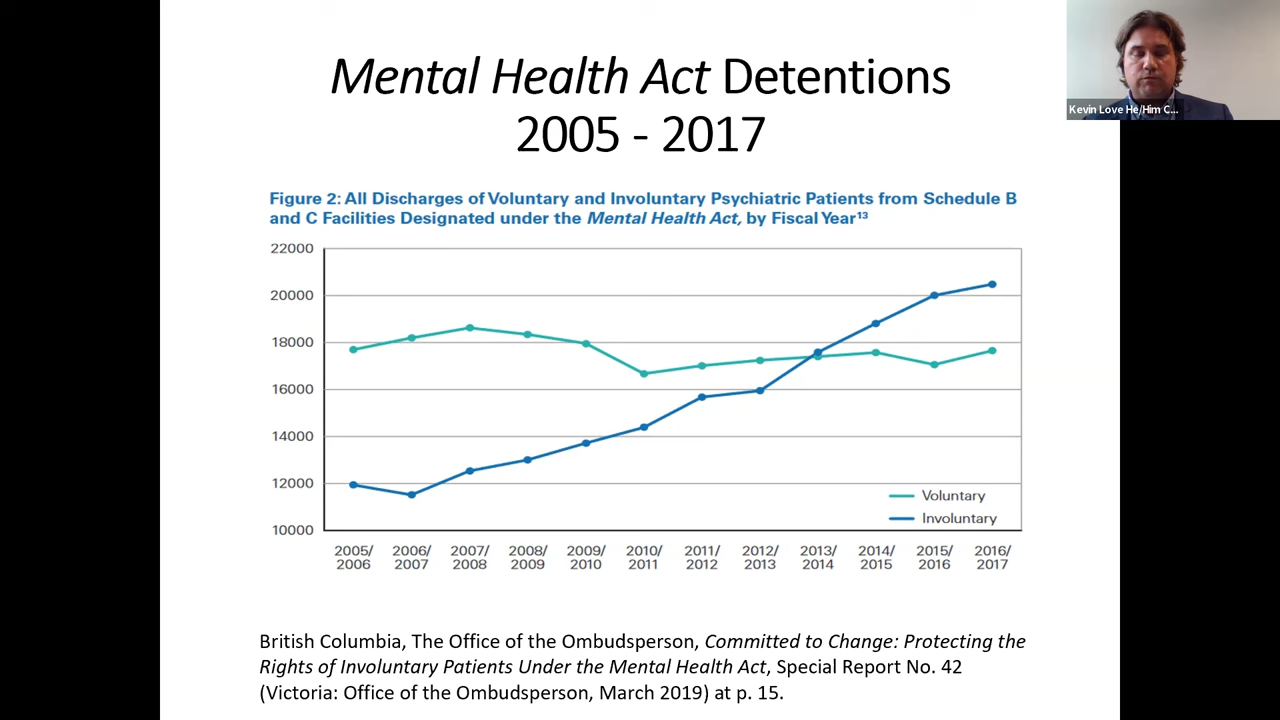 Mental Health Act Detentions
2005 - 2017
Kevin Love He/Him C...
Figure 2: All Discharges of Voluntary and Involuntary Psychiatric Patients from Schedule B
and C Facilities Designated under the Mental Health Act, by Fiscal Year¹³
22000
20000
18000
16000
14000
12000
10000
Voluntary
Involuntary
2005/ 2006/ 2007/ 2008/ 2009/ 2010/ 2011/ 2012/ 2013/ 2014/ 2015/ 2016/
2006 2007 2008 2009 2010 2011 2012 2013 2014 2015 2016 2017
British Columbia, The Office of the Ombudsperson, Committed to Change: Protecting the
Rights of Involuntary Patients Under the Mental Health Act, Special Report No. 42
(Victoria: Office of the Ombudsperson, March 2019) at p. 15.